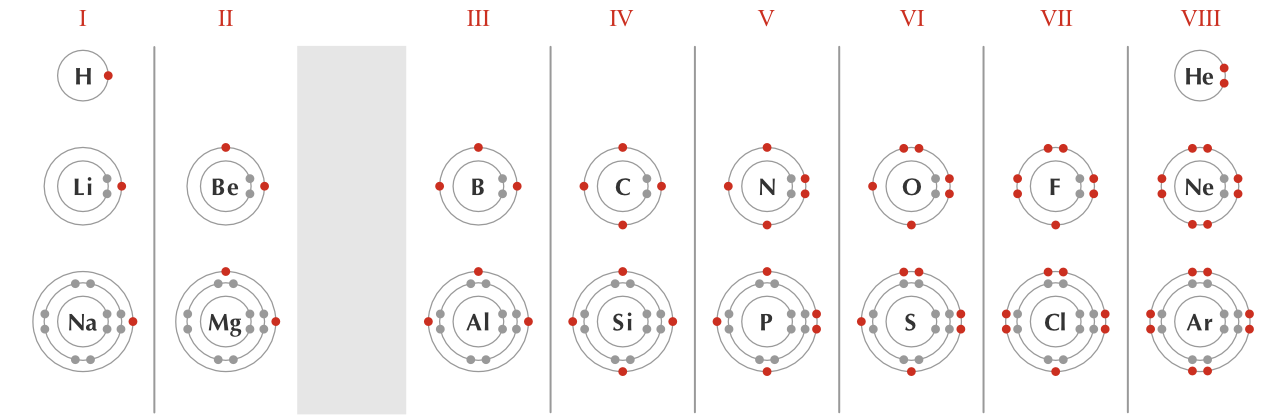 I II III IV V VI VII VIII
H He
Li Be B C N O F Ne
Na Mg Al Si P S Cl Ar